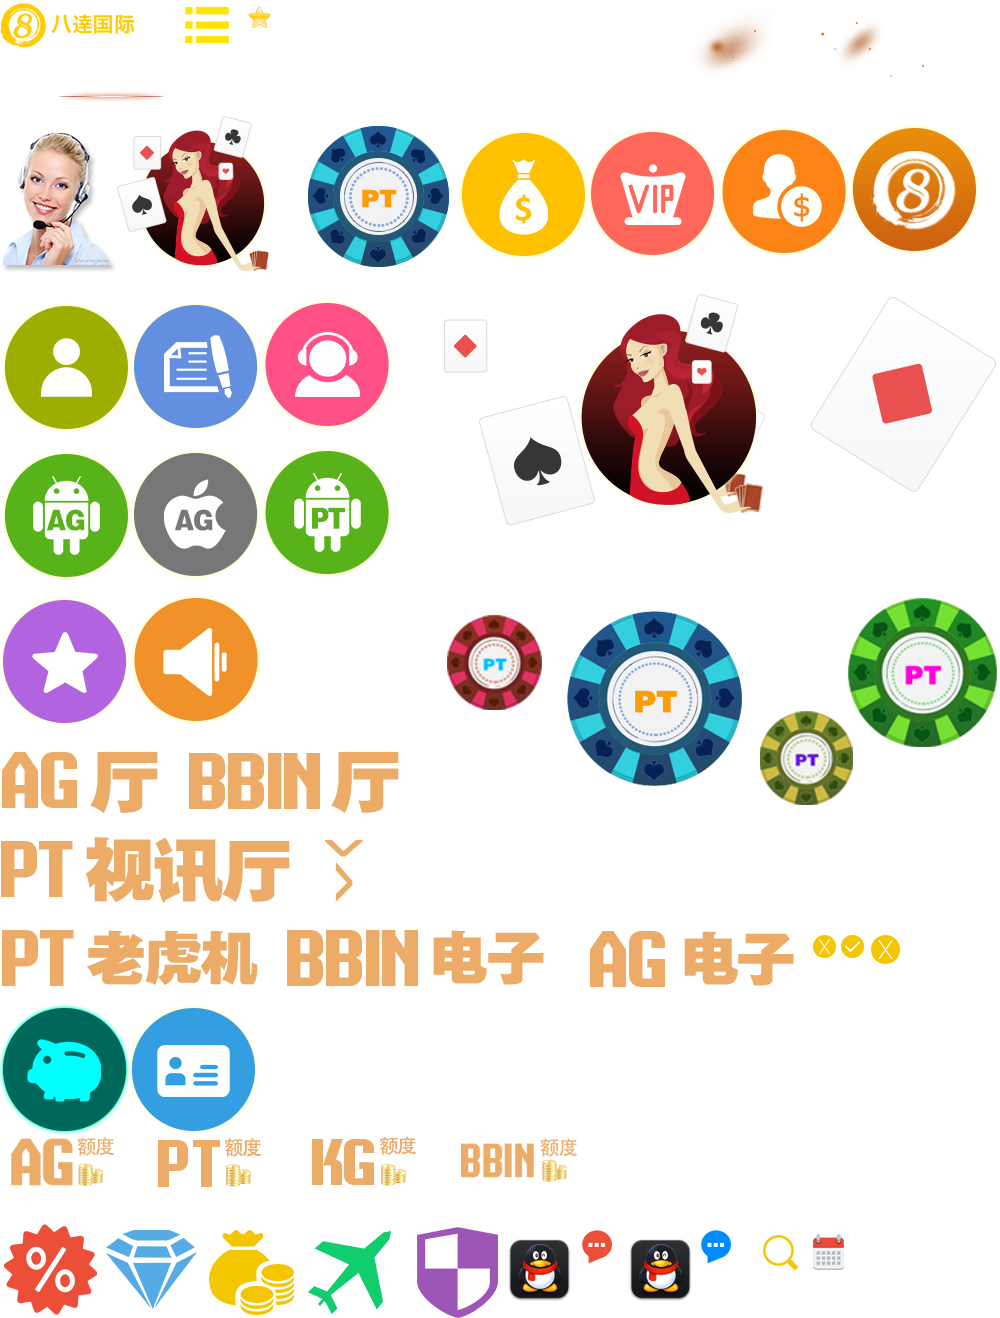 8 八達国际
PT
$
VIP
$
8
AG
AG
PT
PT
PT
PT
PT
AG 厅
BBIN 厅
PT 视讯厅
PT 老虎机
BBIN 电子
AG 电子
AG 额度
PT 额度
KG 额度
BBIN 额度
%